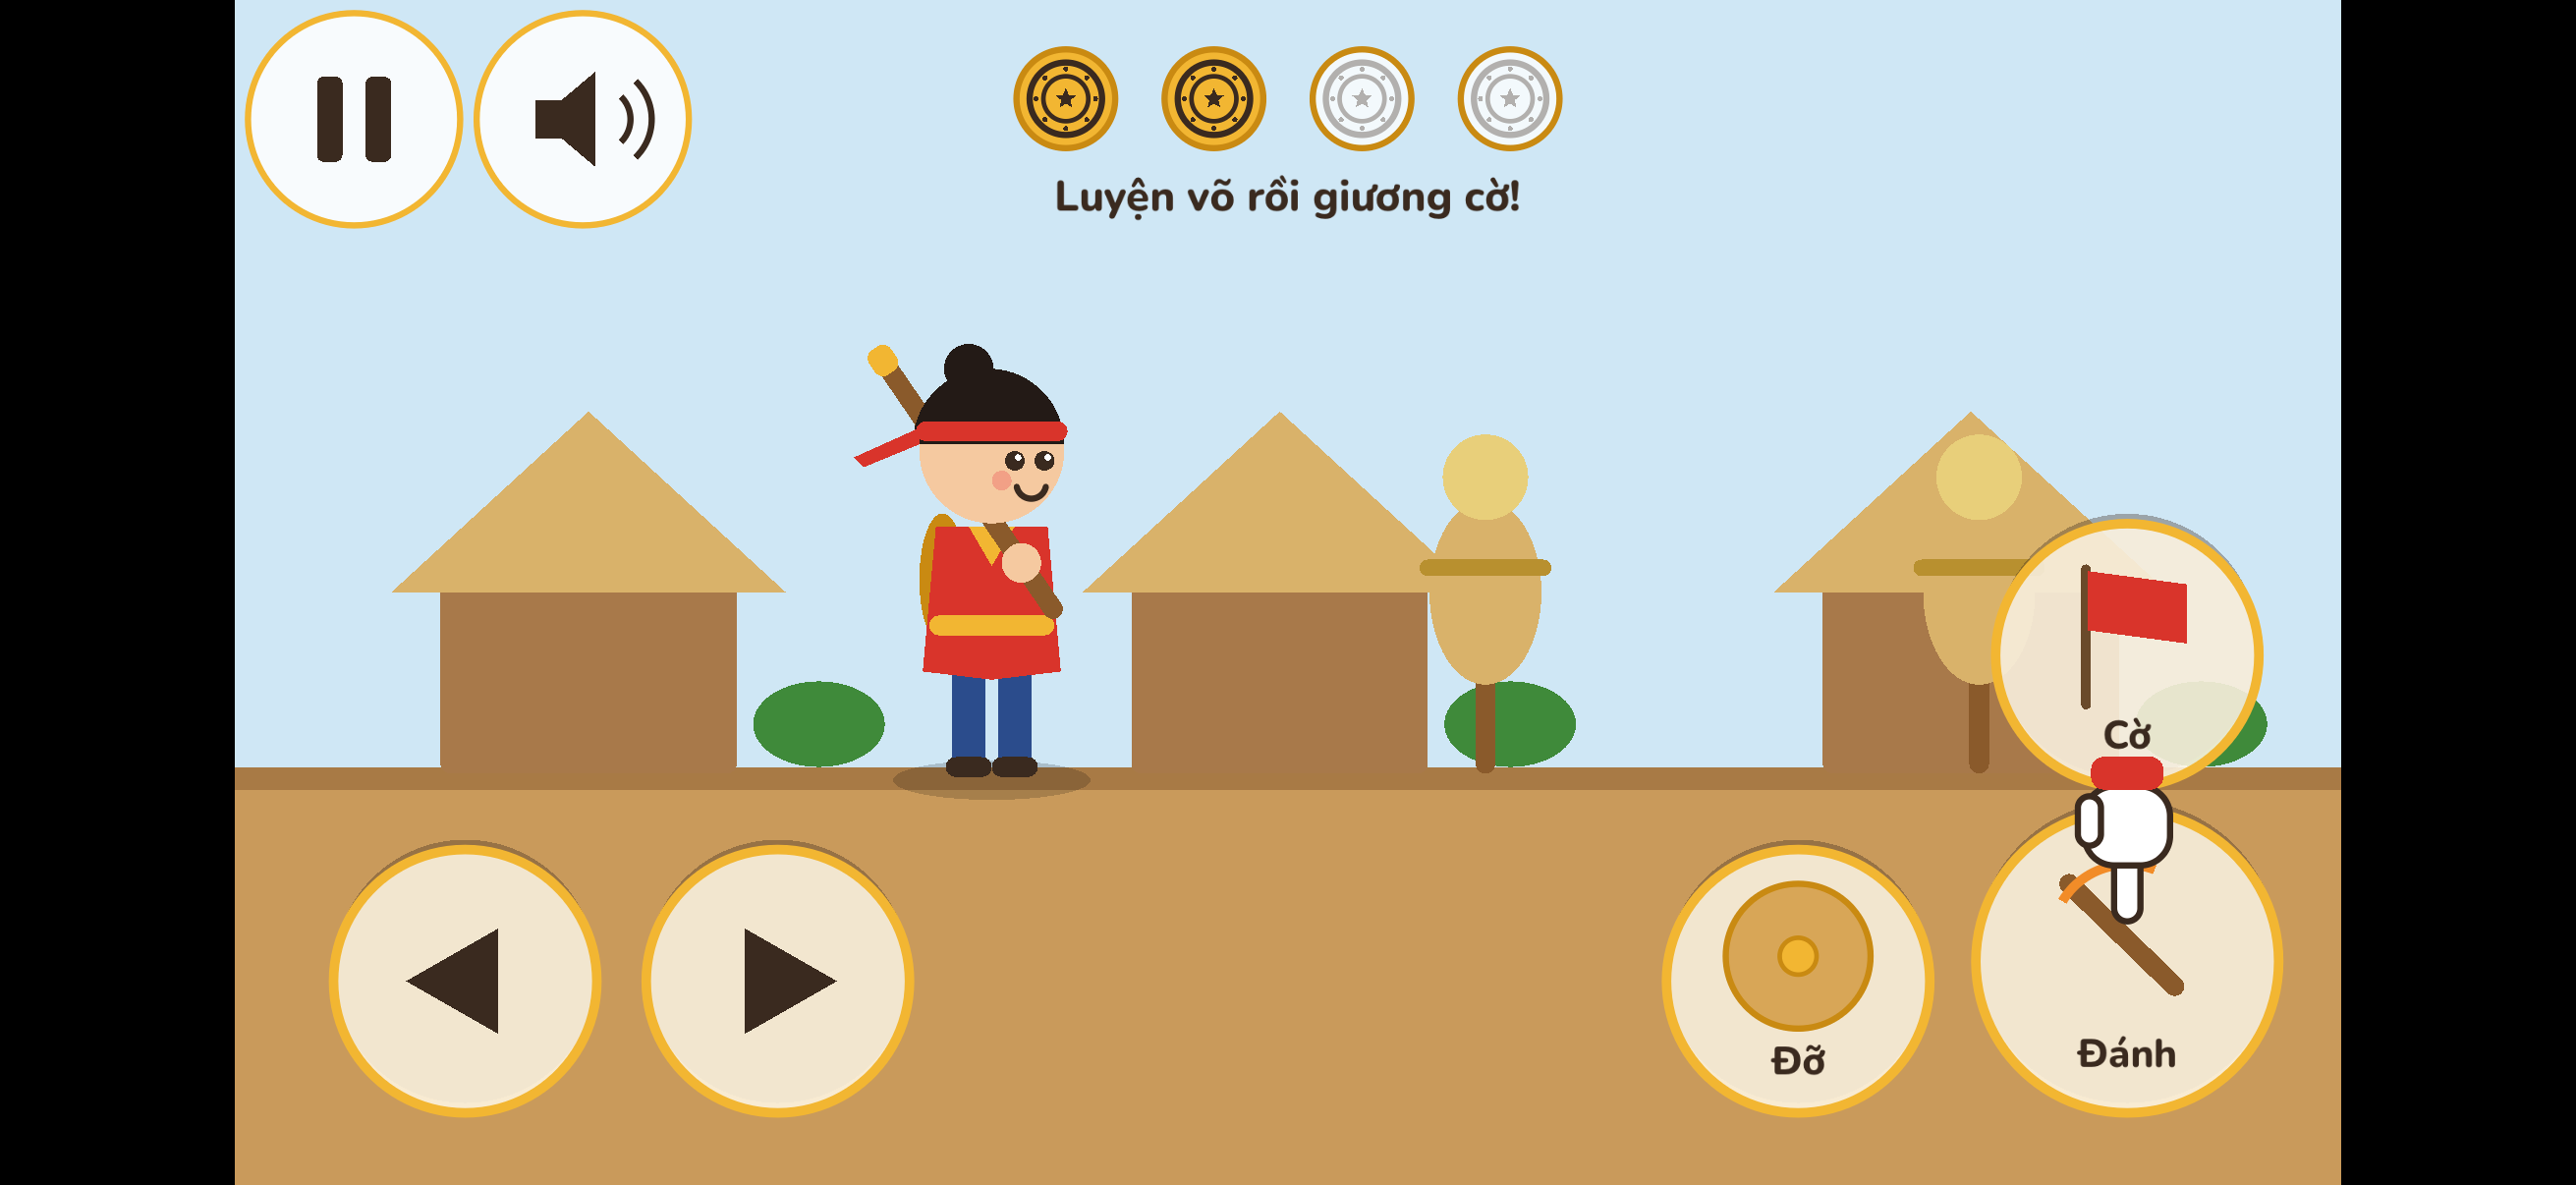 Luyện võ rồi giương cờ!
Cờ
Đỡ
Đánh